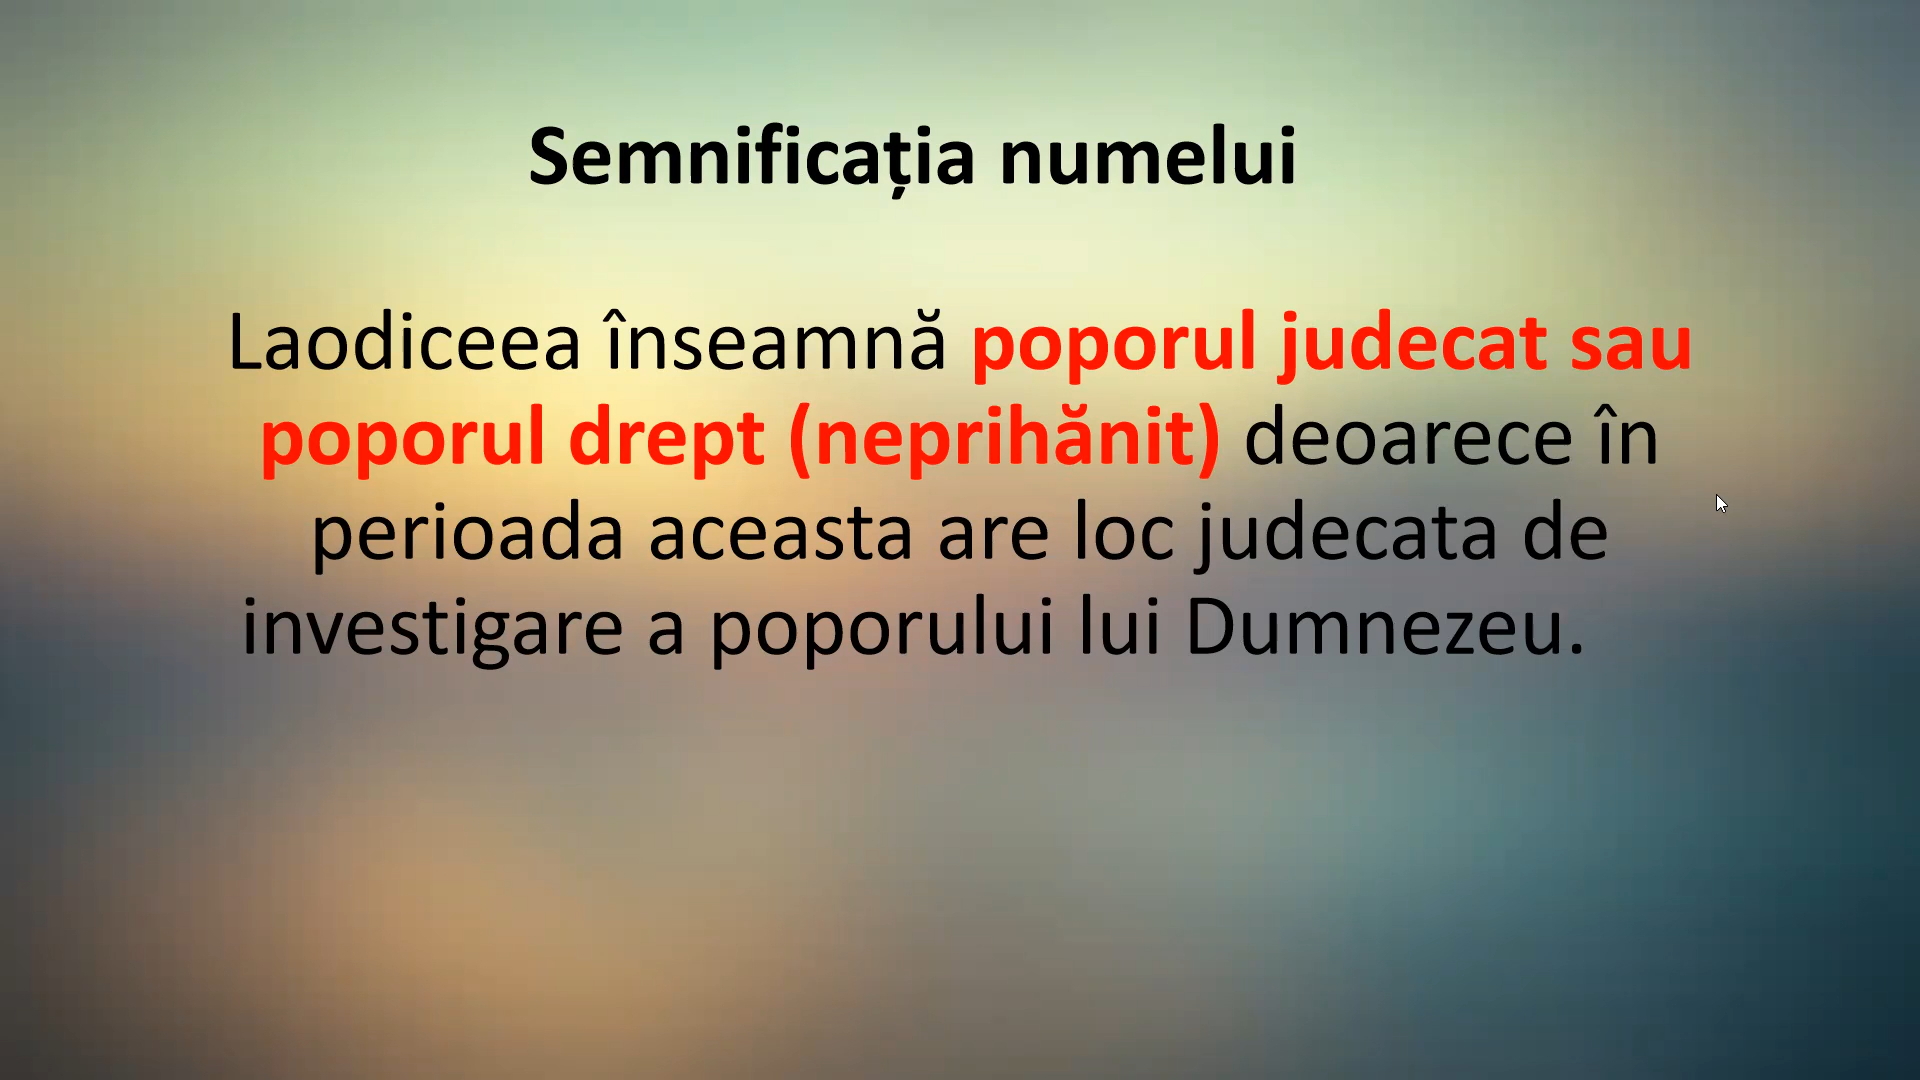 Semnificația numelui
Laodiceea înseamnă poporul judecat sau
poporul drept (neprihănit) deoarece în
perioada aceasta are loc judecata de
investigare a poporului lui Dumnezeu.